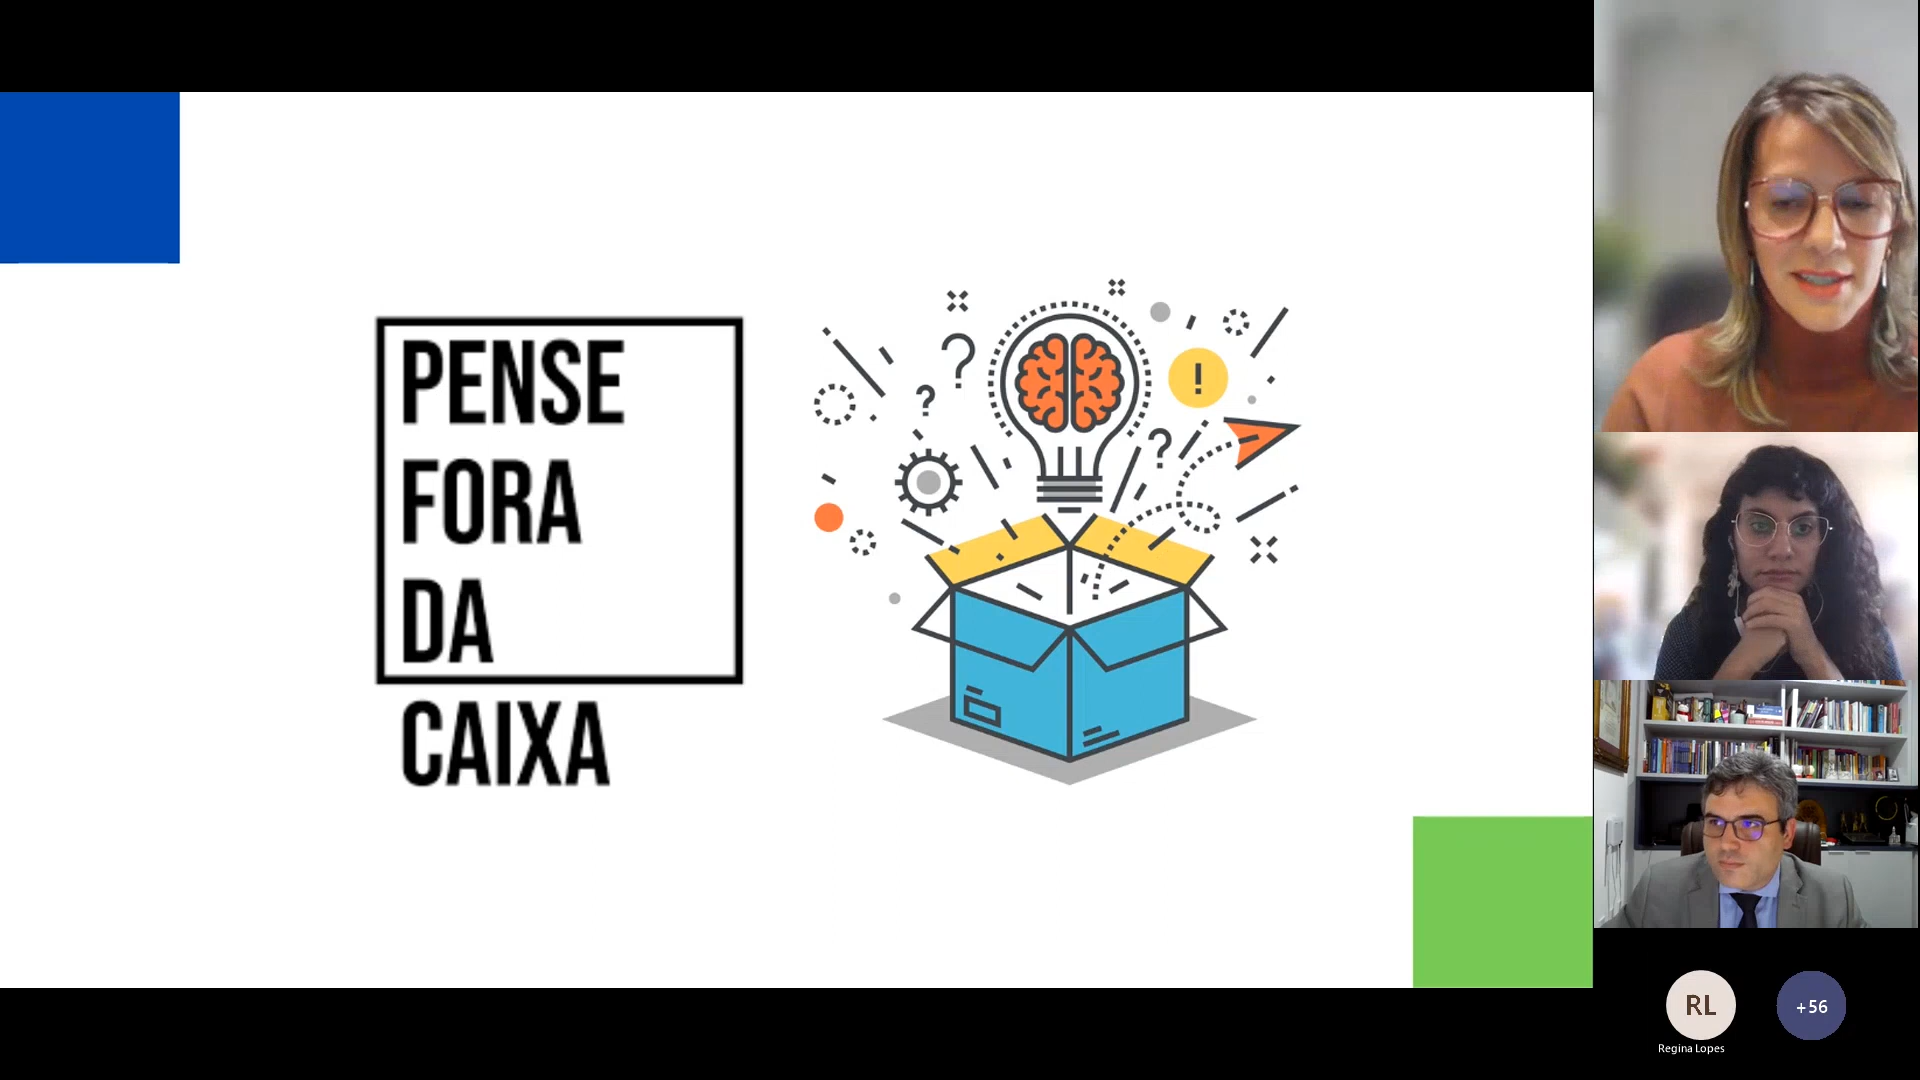 PENSE
FORA
DA
CAIXA
?
?
!
?
RL
+56
Regina Lopes